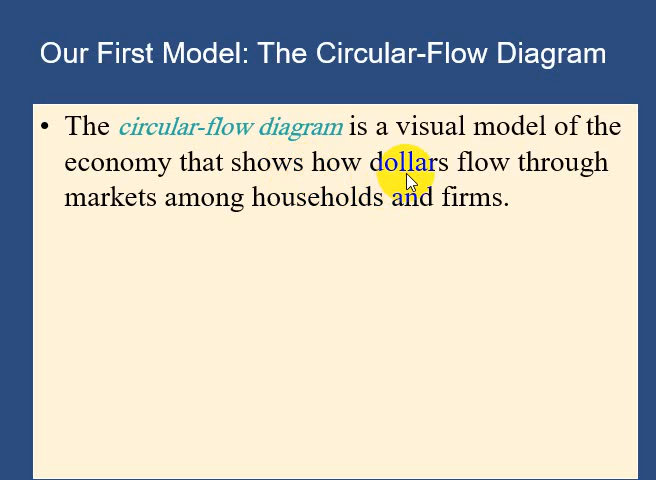 Our First Model: The Circular-Flow Diagram
• The circular-flow diagram is a visual model of the
economy that shows how dollars flow through
markets among households and firms.